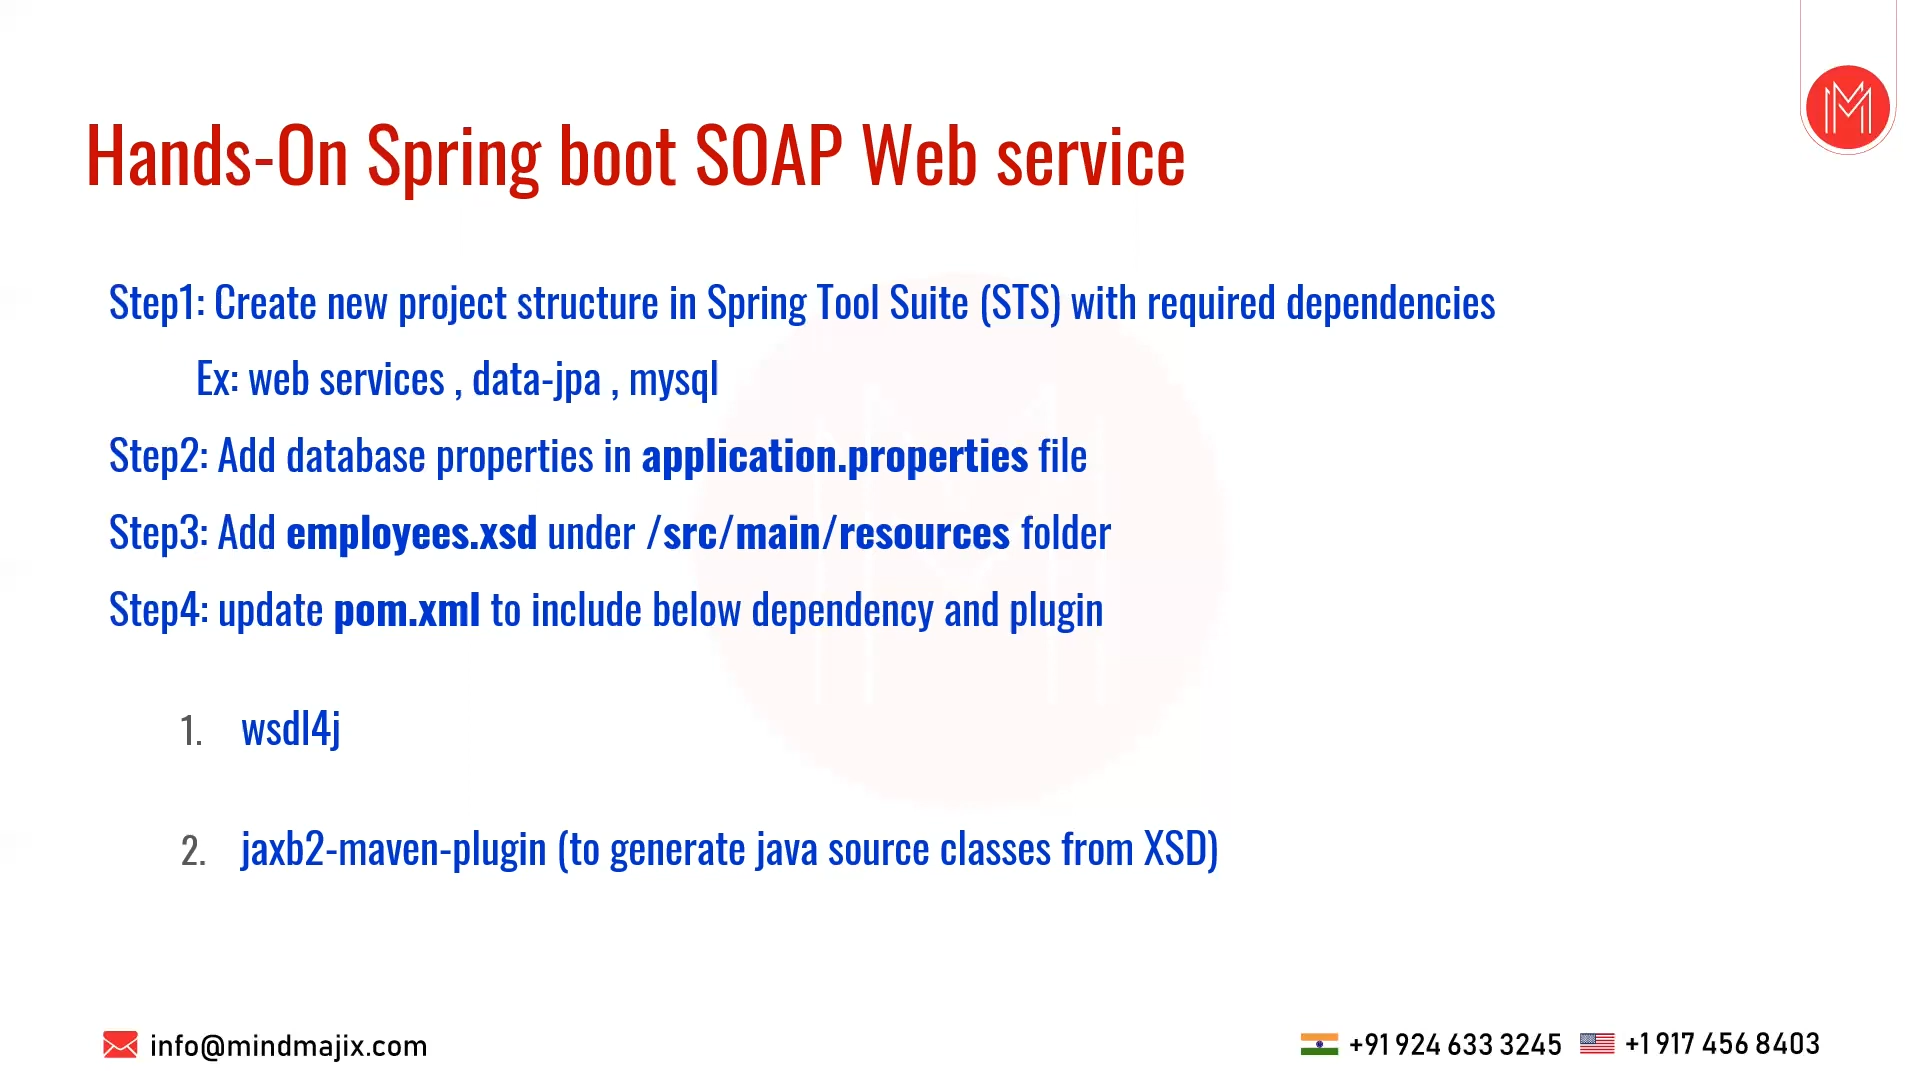 Hands-On Spring boot SOAP Web service
Step1: Create new project structure in Spring Tool Suite (STS) with required dependencies
Ex: web services , data-jpa , mysql
Step2: Add database properties in application.properties file
Step3: Add employees.xsd under /src/main/resources folder
Step4: update pom.xml to include below dependency and plugin
1. wsdl4j
2. jaxb2-maven-plugin (to generate java source classes from XSD)
info@mindmajix.com
+91 924 633 3245
+1 917 456 8403